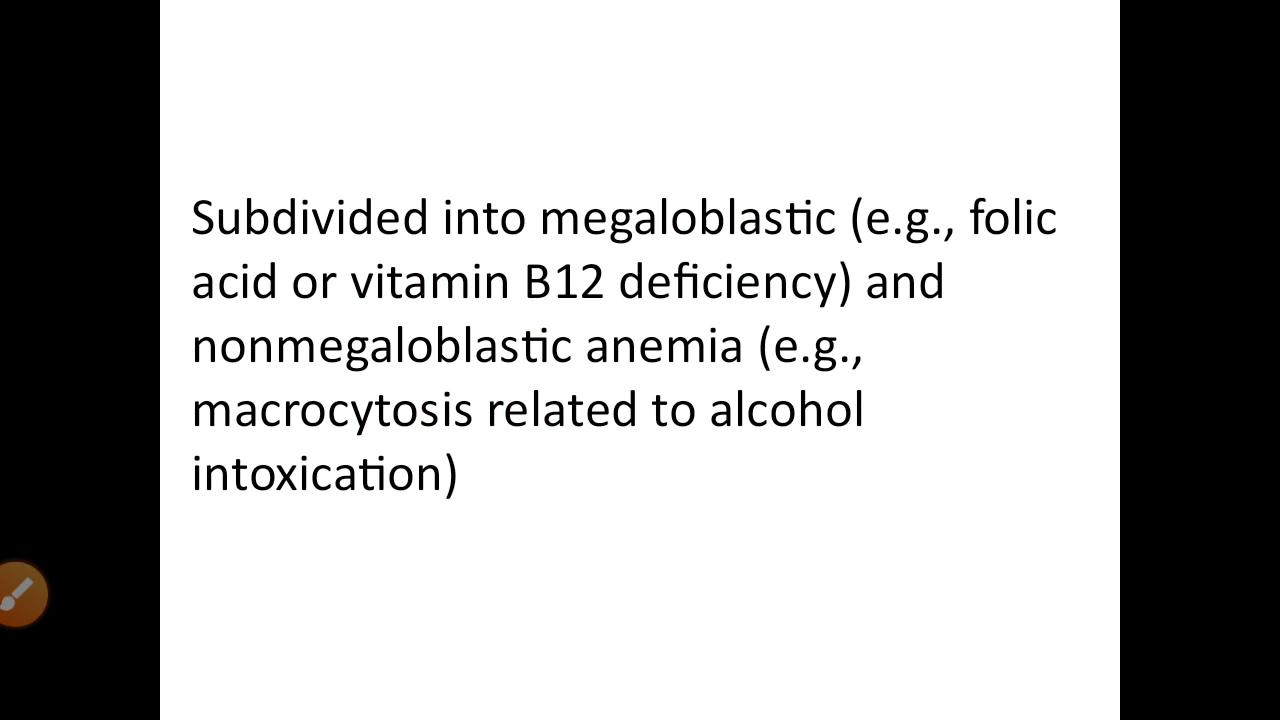 Subdivided into megaloblastic (e.g., folic
acid or vitamin B12 deficiency) and
nonmegaloblastic anemia (e.g.,
macrocytosis related to alcohol
intoxication)